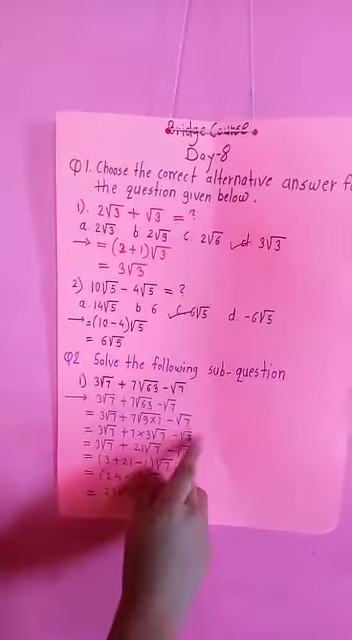 Bridge Course
Day-8
Q1. Choose the correct alternative answer
the question given below.
1). 2√3 + √3 = ?
a. 2√3 b 2√9 c. 2√6 d. 3√3
→ = (2+1)√3
= 3√3
2) 10√5 - 4√5 = ?
a. 14√5 b. 6 c. 6√5 d. -6√5
→ = (10-4)√5
= 6√5
Q2 Solve the following sub-question
1) 3√7 + 7√63 - √7
→ 3√7 + 7√63 - √7
= 3√7 + 7√9×7 - √7
= 3√7 + 7×3√7 -
= 3√7 + 21√7 -
= (3+21-1)√7